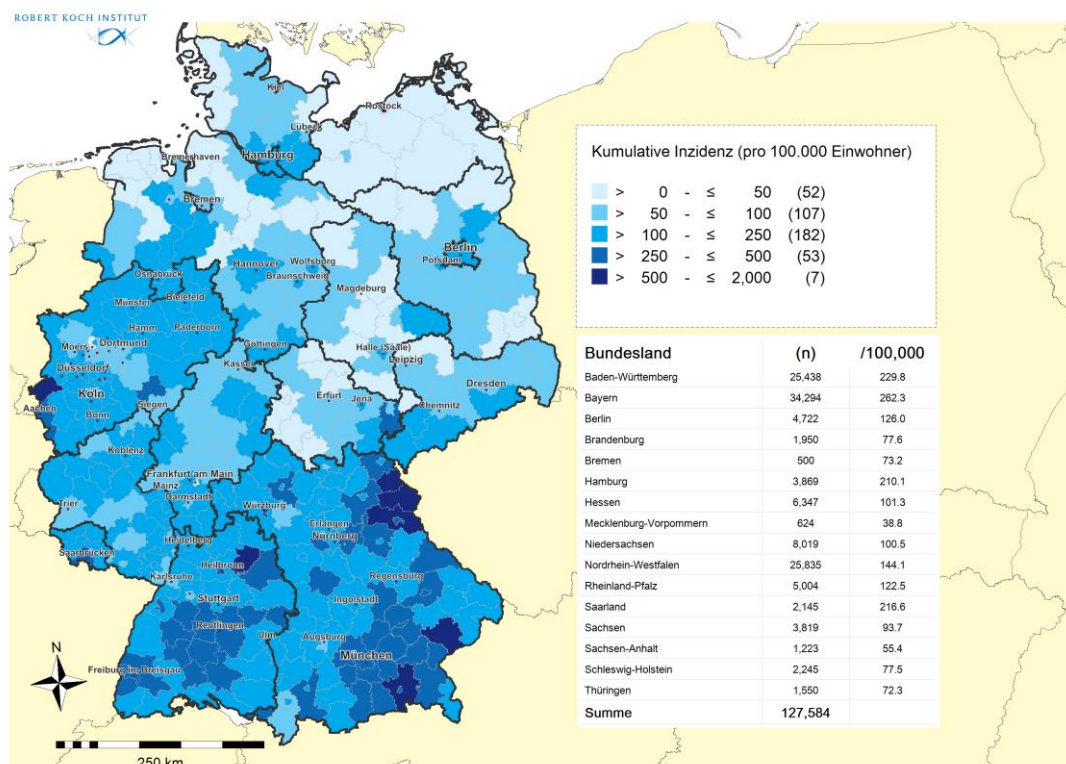 ROBERT KOCH INSTITUT
Kiel
Rostock
Lübeck
Hamburg
Bremerhaven
Bremen
Berlin
Potsdam
Hannover
Wolfsburg
Braunschweig
Magdeburg
Osnabrück
Bielefeld
Münster
Hamm
Paderborn
Moers
Dortmund
Düsseldorf
Göttingen
Kassel
Halle (Saale)
Leipzig
Dresden
Köln
Aachen
Bonn
Siegen
Erfurt
Jena
Chemnitz
Koblenz
Frankfurt am Main
Mainz
Darmstadt
Trier
Würzburg
Erlangen
Nürnberg
Saarbrücken
Heidelberg
Heilbronn
Karlsruhe
Regensburg
Stuttgart
Ingolstadt
Reutlingen
Ulm
Augsburg
München
Freiburg im Breisgau
N
250 km
Kumulative Inzidenz (pro 100.000 Einwohner)
> 0 - ≤ 50 (52)
> 50 - ≤ 100 (107)
> 100 - ≤ 250 (182)
> 250 - ≤ 500 (53)
> 500 - ≤ 2,000 (7)
Bundesland (n) /100,000
Baden-Württemberg 25,438 229.8
Bayern 34,294 262.3
Berlin 4,722 126.0
Brandenburg 1,950 77.6
Bremen 500 73.2
Hamburg 3,869 210.1
Hessen 6,347 101.3
Mecklenburg-Vorpommern 624 38.8
Niedersachsen 8,019 100.5
Nordrhein-Westfalen 25,835 144.1
Rheinland-Pfalz 5,004 122.5
Saarland 2,145 216.6
Sachsen 3,819 93.7
Sachsen-Anhalt 1,223 55.4
Schleswig-Holstein 2,245 77.5
Thüringen 1,550 72.3
Summe 127,584